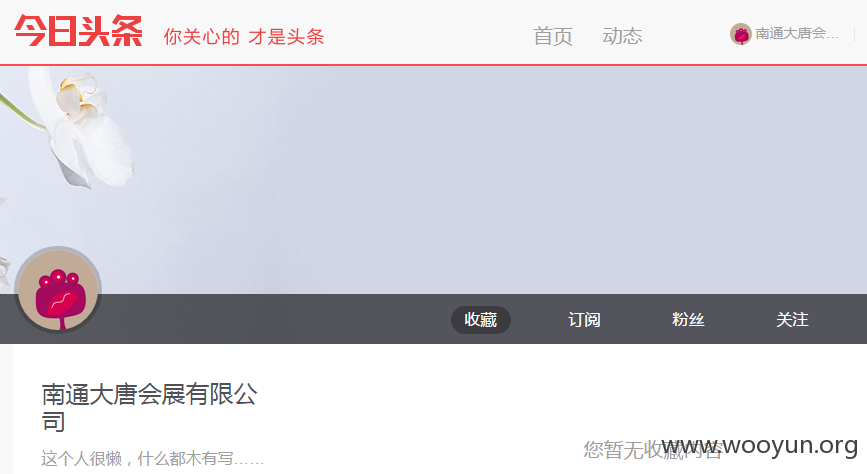 今日头条 你关心的 才是头条 首页 动态 南通大唐会…
收藏 订阅 粉丝 关注
南通大唐会展有限公
司
这个人很懒，什么都木有写……
您暂无收藏内容
www.wooyun.org